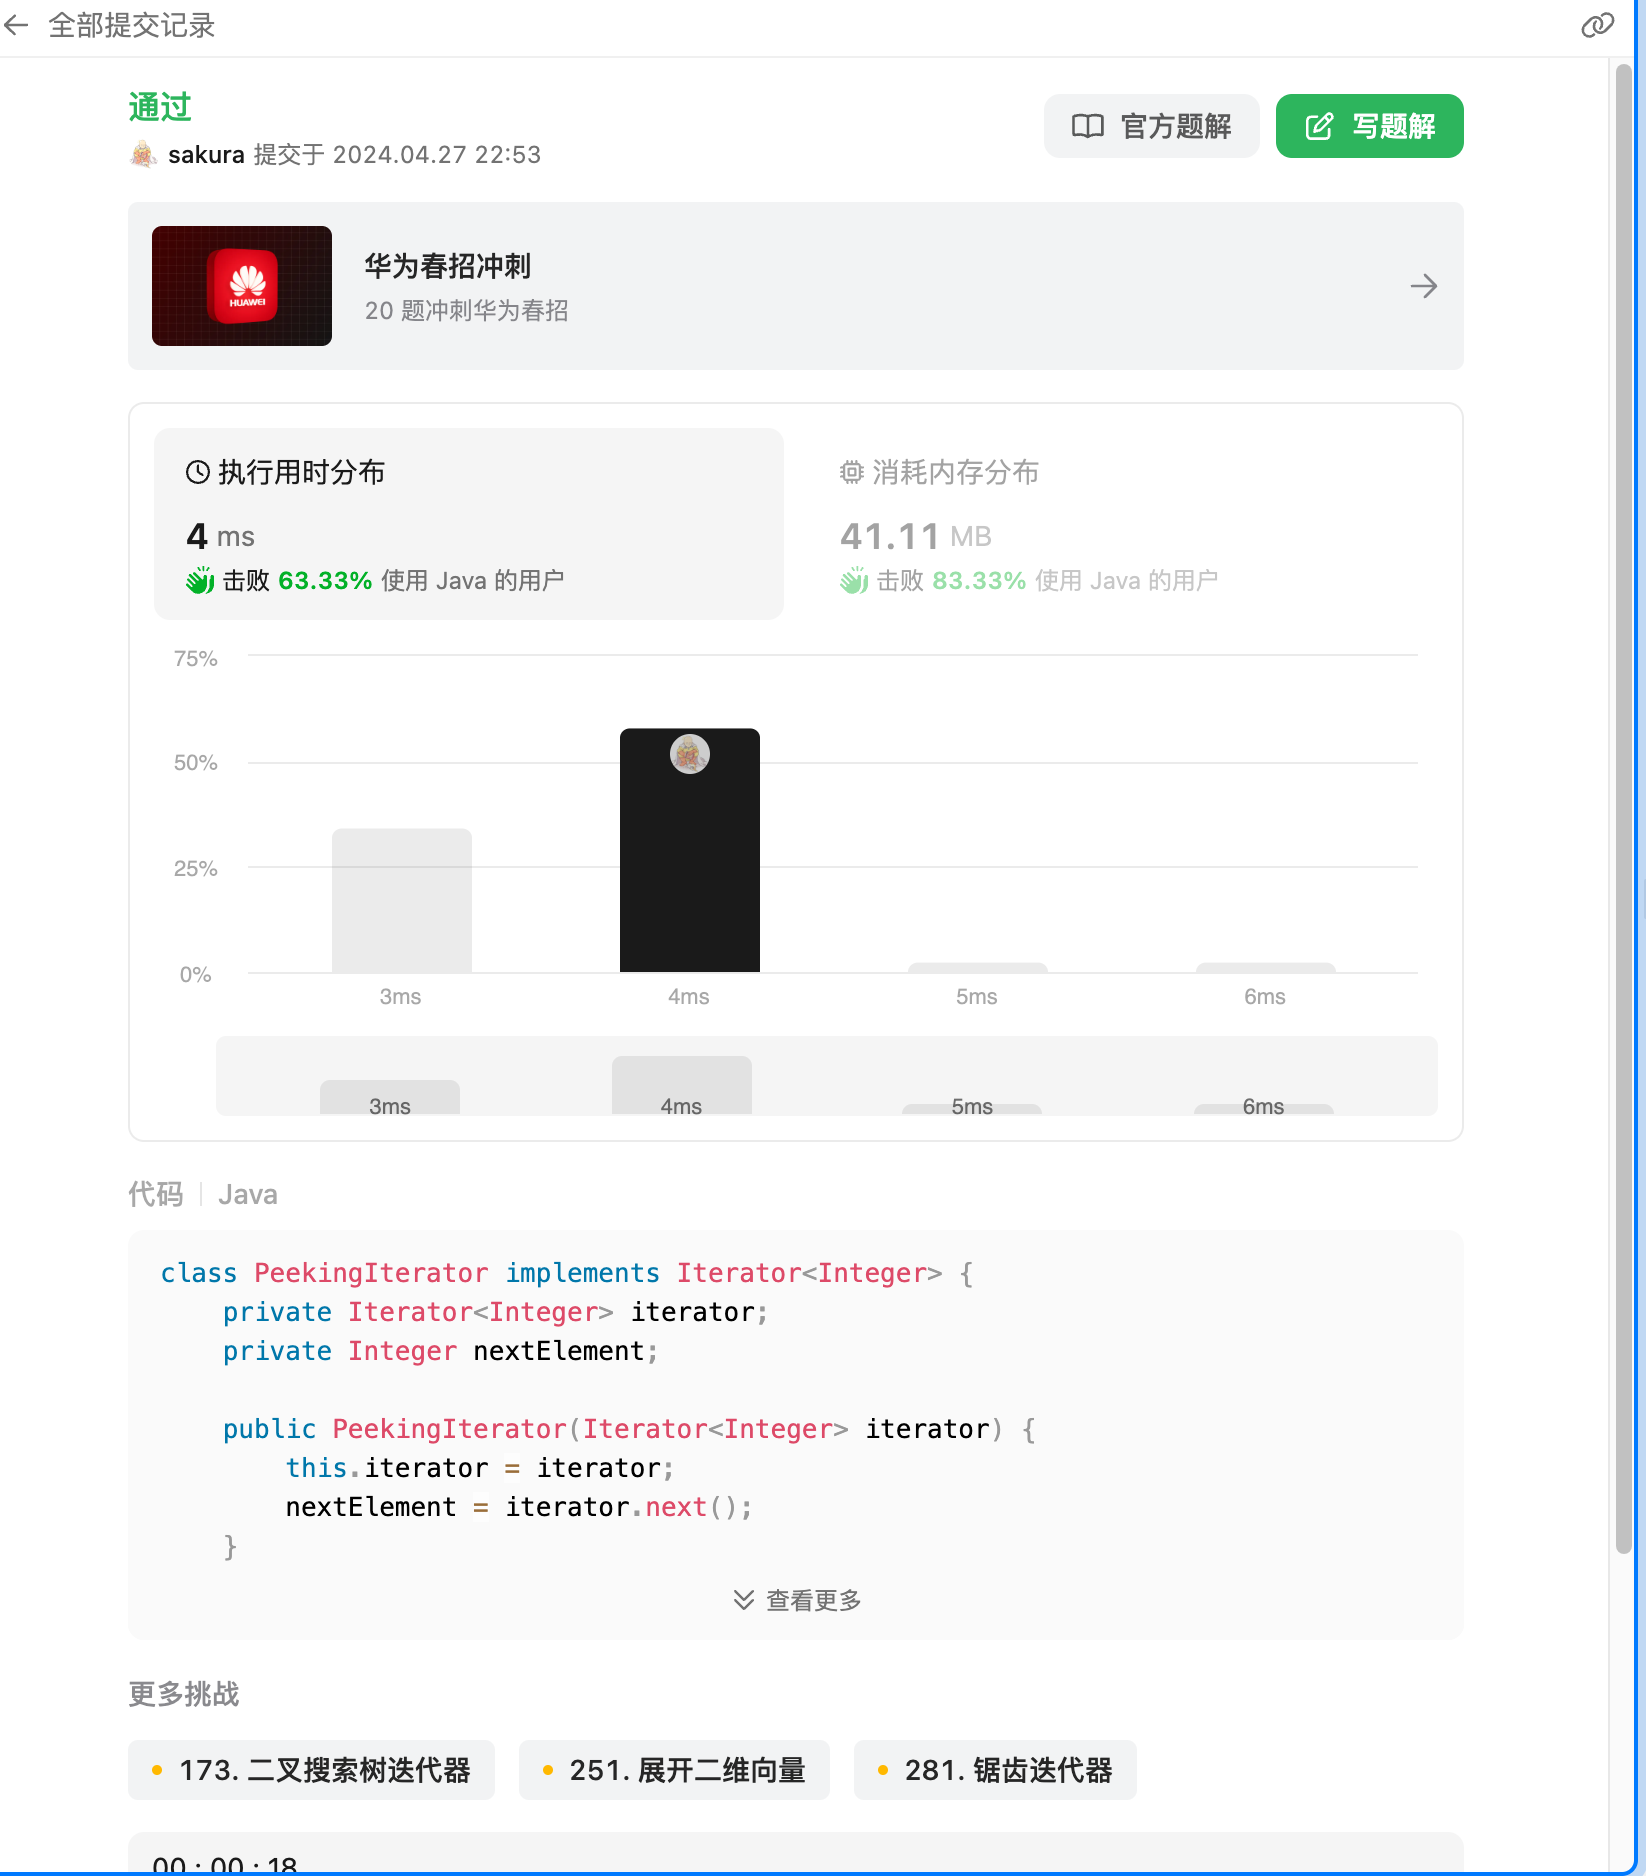 全部提交记录
通过
sakura 提交于 2024.04.27 22:53
官方题解
写题解
HUAWEI
华为春招冲刺
20 题冲刺华为春招
执行用时分布
4 ms
击败 63.33% 使用 Java 的用户
消耗内存分布
41.11 MB
击败 83.33% 使用 Java 的用户
75%
50%
25%
0%
3ms 4ms 5ms 6ms
3ms 4ms 5ms 6ms
代码 Java
class PeekingIterator implements Iterator<Integer> {
    private Iterator<Integer> iterator;
    private Integer nextElement;
    public PeekingIterator(Iterator<Integer> iterator) {
        this.iterator = iterator;
        nextElement = iterator.next();
    }
查看更多
更多挑战
173. 二叉搜索树迭代器
251. 展开二维向量
281. 锯齿迭代器
00 : 00 : 18